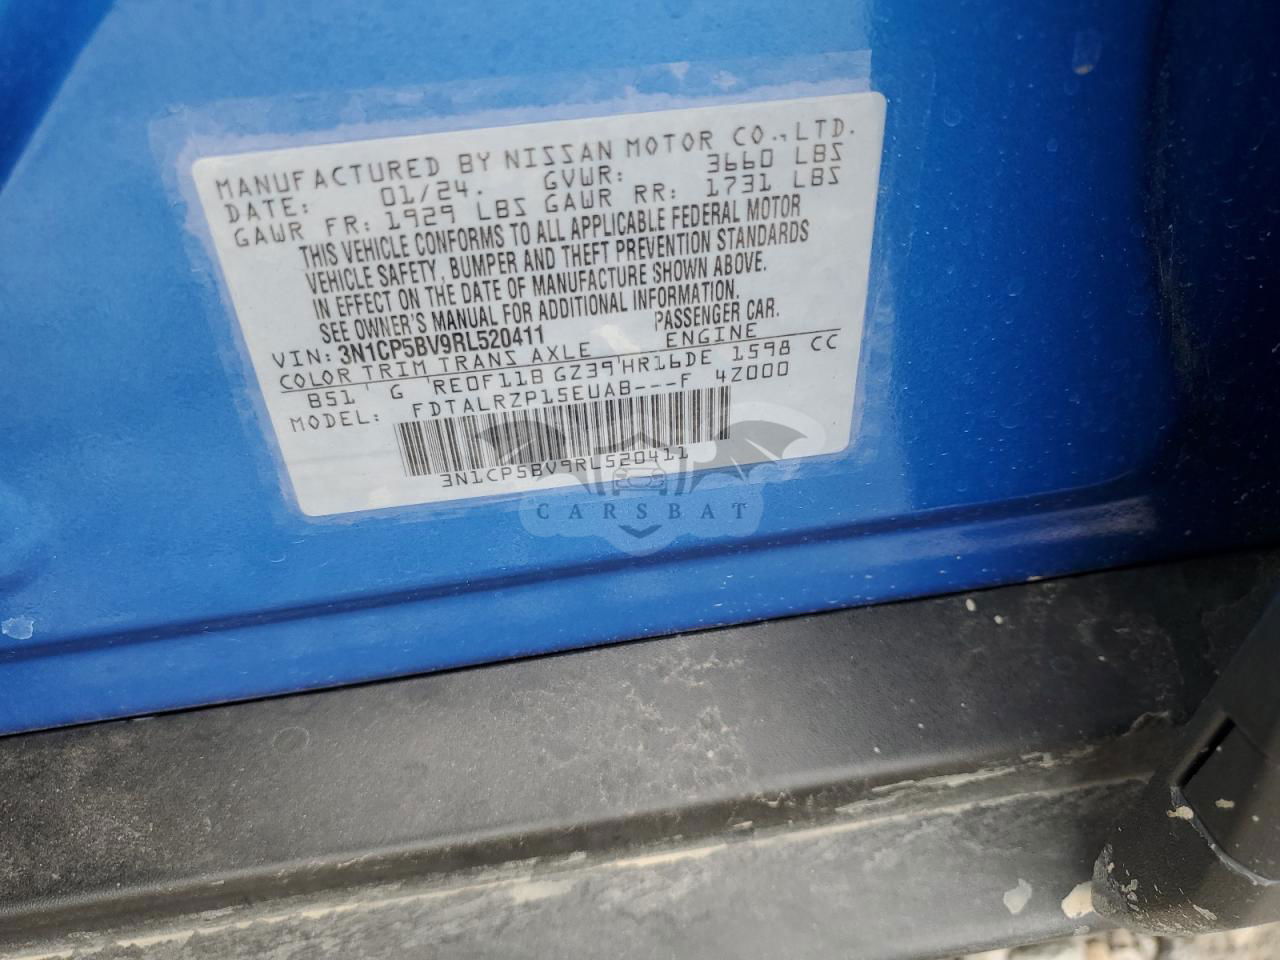 MANUFACTURED BY NISSAN MOTOR CO., LTD.
DATE: 01/24. GVWR: 3660 LBS
GAWR FR: 1929 LBS GAWR RR: 1731 LBS
THIS VEHICLE CONFORMS TO ALL APPLICABLE FEDERAL MOTOR
VEHICLE SAFETY, BUMPER AND THEFT PREVENTION STANDARDS
IN EFFECT ON THE DATE OF MANUFACTURE SHOWN ABOVE.
SEE OWNER'S MANUAL FOR ADDITIONAL INFORMATION.
VIN: 3N1CP5BV9RL520411 PASSENGER CAR.
COLOR TRIM TRANS AXLE ENGINE
B51 G RE0F11B GZ39 HR16DE 1598 CC
MODEL: FDTALRZP15EUAB---F 4Z000
3N1CP5BV9RL520411
CARSBAT